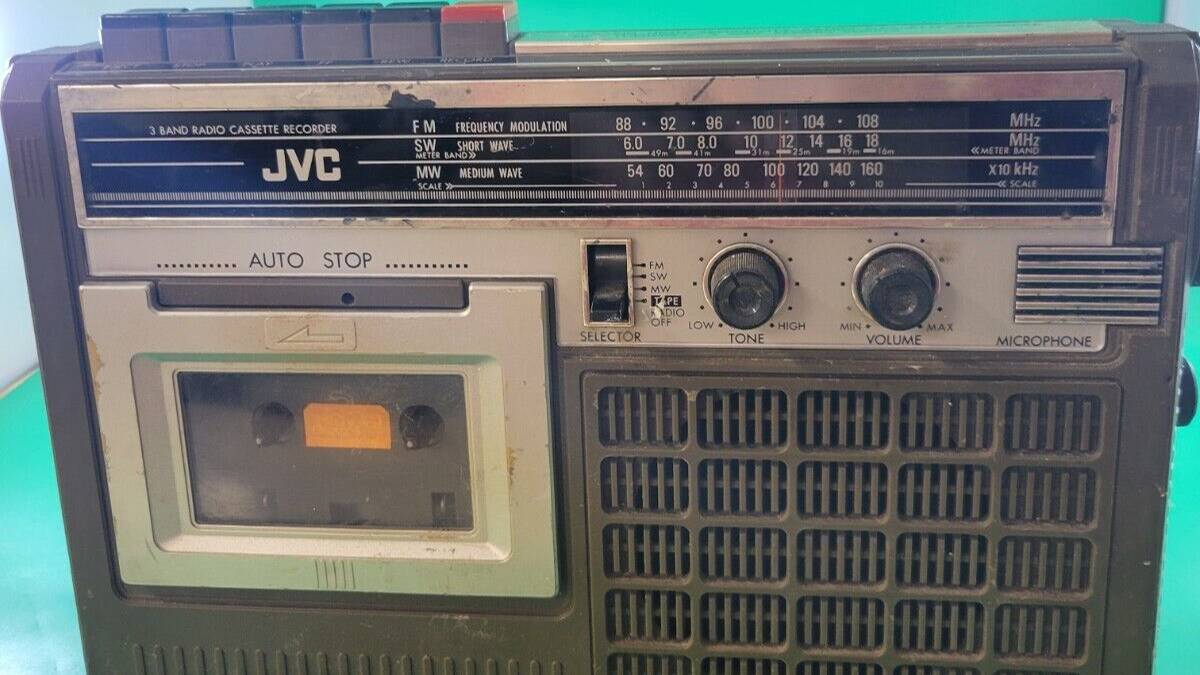 RECORD
3 BAND RADIO CASSETTE RECORDER
JVC
FM FREQUENCY MODULATION 88 · 92 · 96 · 100 · 104 · 108 MHz
SW SHORT WAVE 6.0 7.0 8.0 10 12 14 16 18 MHz
METER BAND 49m 41m 31m 25m 19m 16m METER BAND
MW MEDIUM WAVE 54 60 70 80 100 120 140 160 X10 kHz
SCALE 1 2 3 4 5 6 7 8 9 10 SCALE
AUTO STOP
FM
SW
MW
TAPE
RADIO
OFF
SELECTOR
LOW HIGH
TONE
MIN MAX
VOLUME
MICROPHONE